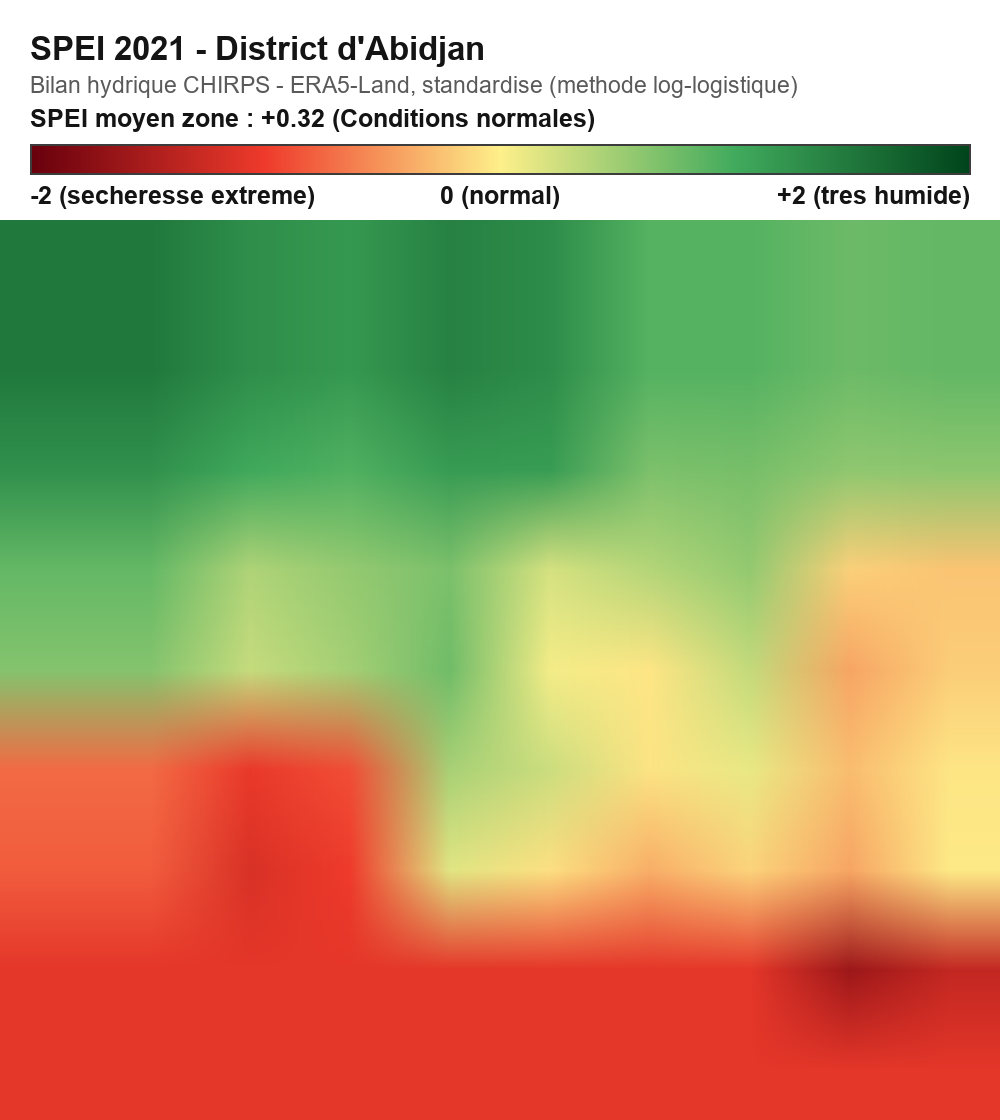 SPEI 2021 - District d'Abidjan
Bilan hydrique CHIRPS - ERA5-Land, standardise (methode log-logistique)
SPEI moyen zone : +0.32 (Conditions normales)
-2 (secheresse extreme) 0 (normal) +2 (tres humide)